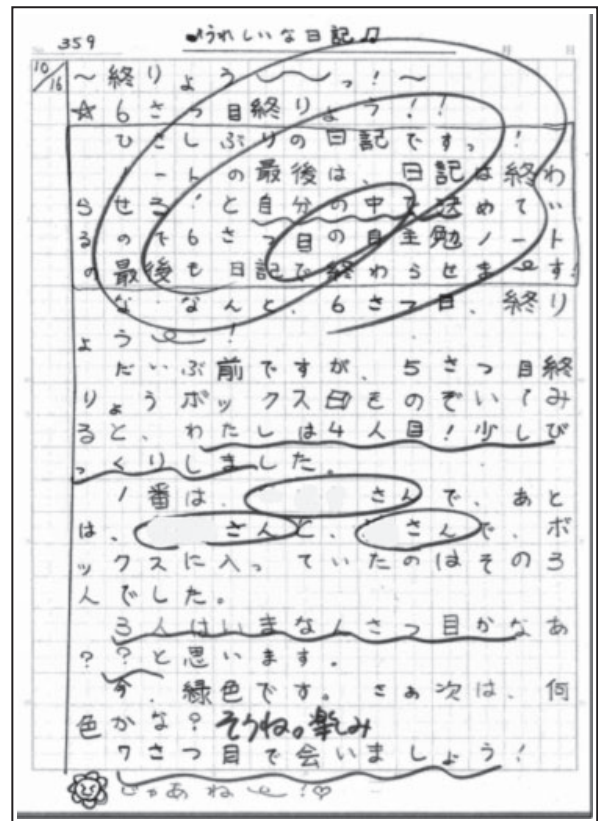 359
うれしいな日記♫
10/16
～終りょう～～っ！～
☆6さつ目終りょう！！
ひさしぶりの日記です。！
ノートの最後は、日記は終わ
らせる！と自分の中で決めてい
るので6さつ目の自主勉ノート
の最後も日記で終わらせまーす！
な、なんと、6さつ目、終り
ょう～！
だいぶ前ですが、5さつ目終
りょうボックス④をのぞいてみ
ると、わたしは4人目！少しび
っくりしました。
1番は、さんで、あと
は、さんと、さんで、ボ
ックスに入っていたのはその3
人でした。
3人はいまなんさつ目かなあ
？？と思います。
今、緑色です。さぁ次は、何
色かな？そうね。楽しみ
7さつ目で会いましょう！
じゃあね～！♡